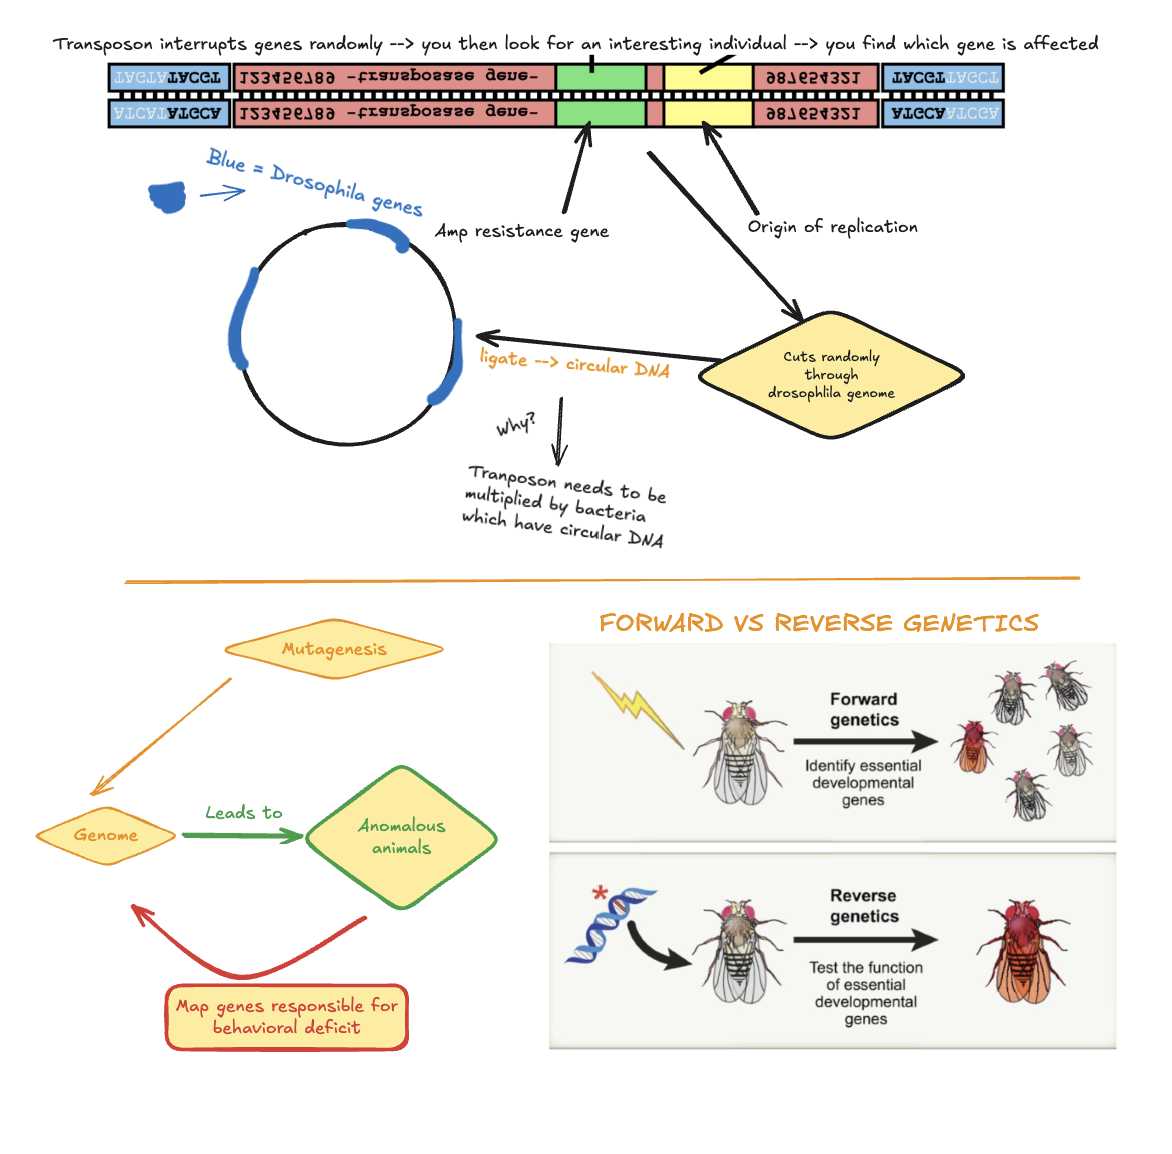 Transposon interrupts genes randomly --> you then look for an interesting individual --> you find which gene is affected
TAGTATACGT 123456789 -transposase gene- 987654321 TACGTTAGCT
ATCATATGCA 123456789 -transposase gene- 987654321 ATGCAATCGA
Blue = Drosophila genes
Amp resistance gene
Origin of replication
Cuts randomly
through
drosophlila genome
ligate --> circular DNA
why?
Tranposon needs to be
multiplied by bacteria
which have circular DNA
Mutagenesis
Genome
Leads to
Anomalous
animals
Map genes responsible for
behavioral deficit
FORWARD VS REVERSE GENETICS
Forward
genetics
Identify essential
developmental
genes
*
Reverse
genetics
Test the function
of essential
developmental
genes